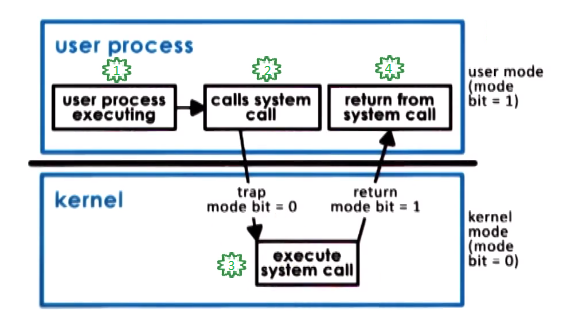 user process
1
2
4
user process
executing
calls system
call
return from
system call
user mode
(mode
bit = 1)
kernel
trap
mode bit = 0
return
mode bit = 1
3
execute
system call
kernel
mode
(mode
bit = 0)